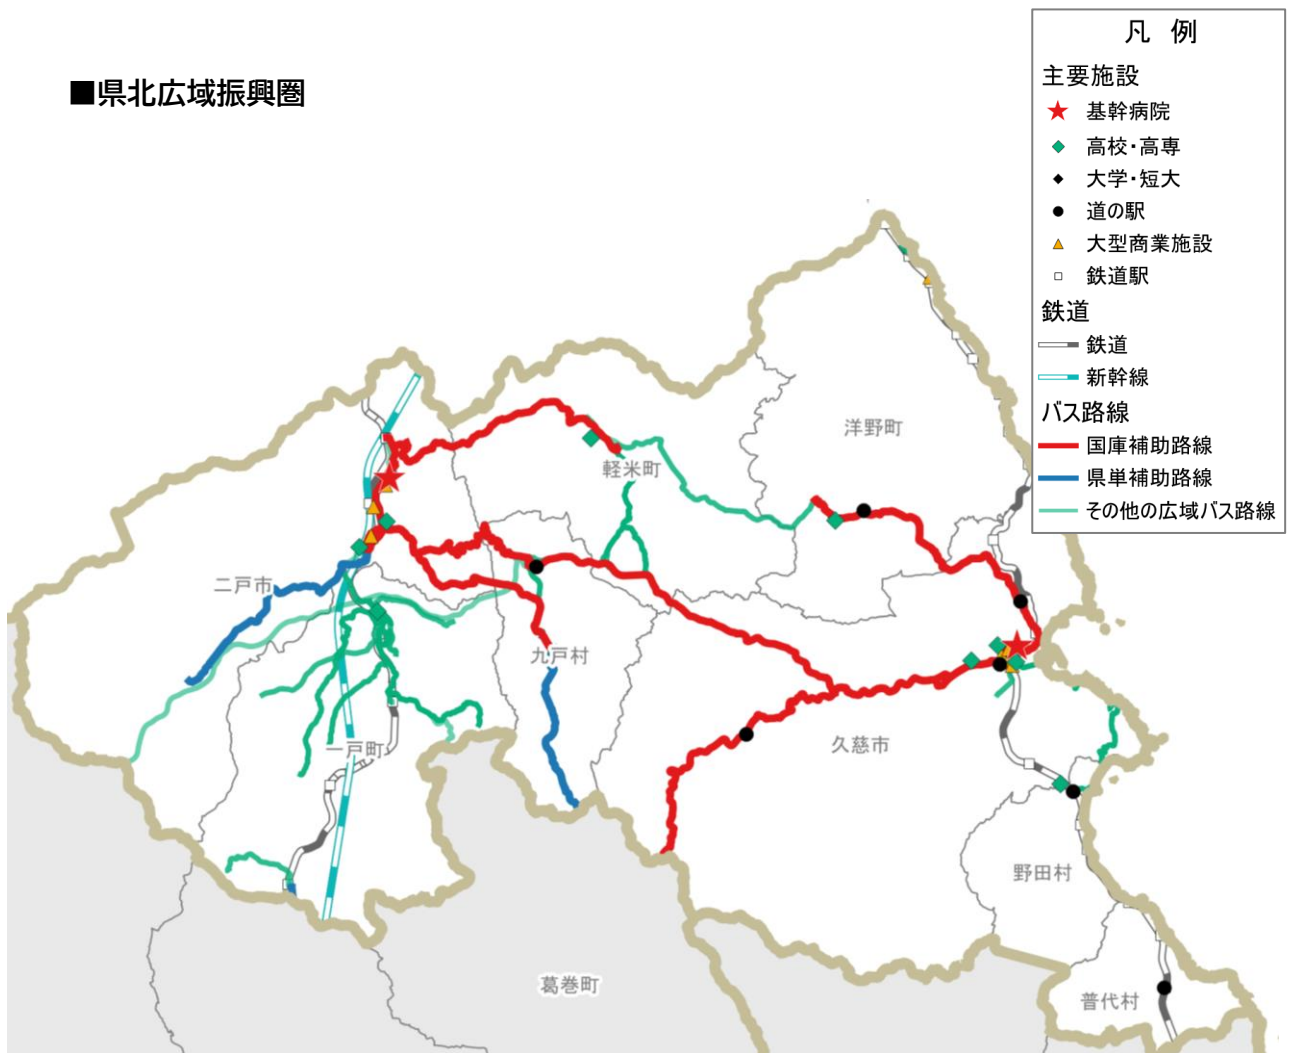 ■県北広域振興圏
凡 例
主要施設
基幹病院
高校・高専
大学・短大
道の駅
大型商業施設
鉄道駅
鉄道
鉄道
新幹線
バス路線
国庫補助路線
県単補助路線
その他の広域バス路線
洋野町
軽米町
二戸市
九戸村
一戸町
久慈市
野田村
葛巻町
普代村